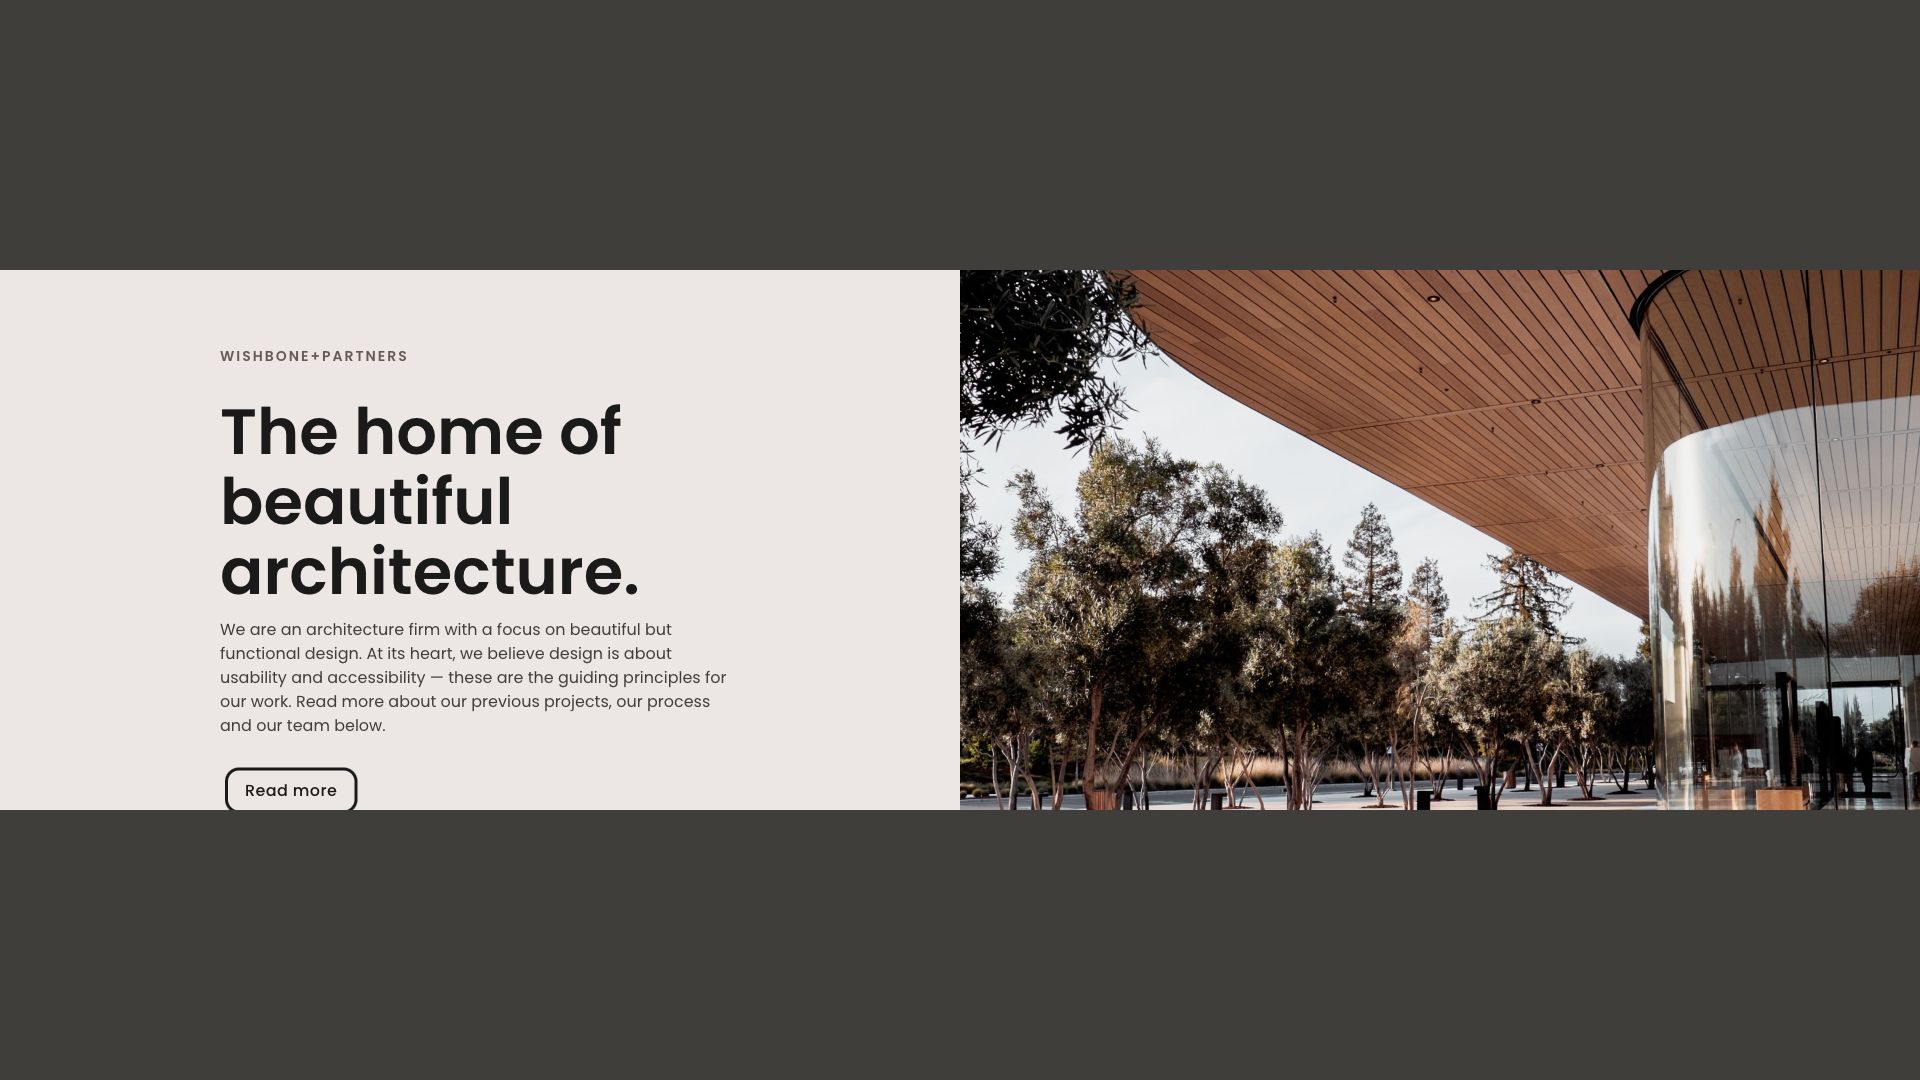 WISHBONE+PARTNERS
The home of
beautiful
architecture.
We are an architecture firm with a focus on beautiful but
functional design. At its heart, we believe design is about
usability and accessibility — these are the guiding principles for
our work. Read more about our previous projects, our process
and our team below.
Read more